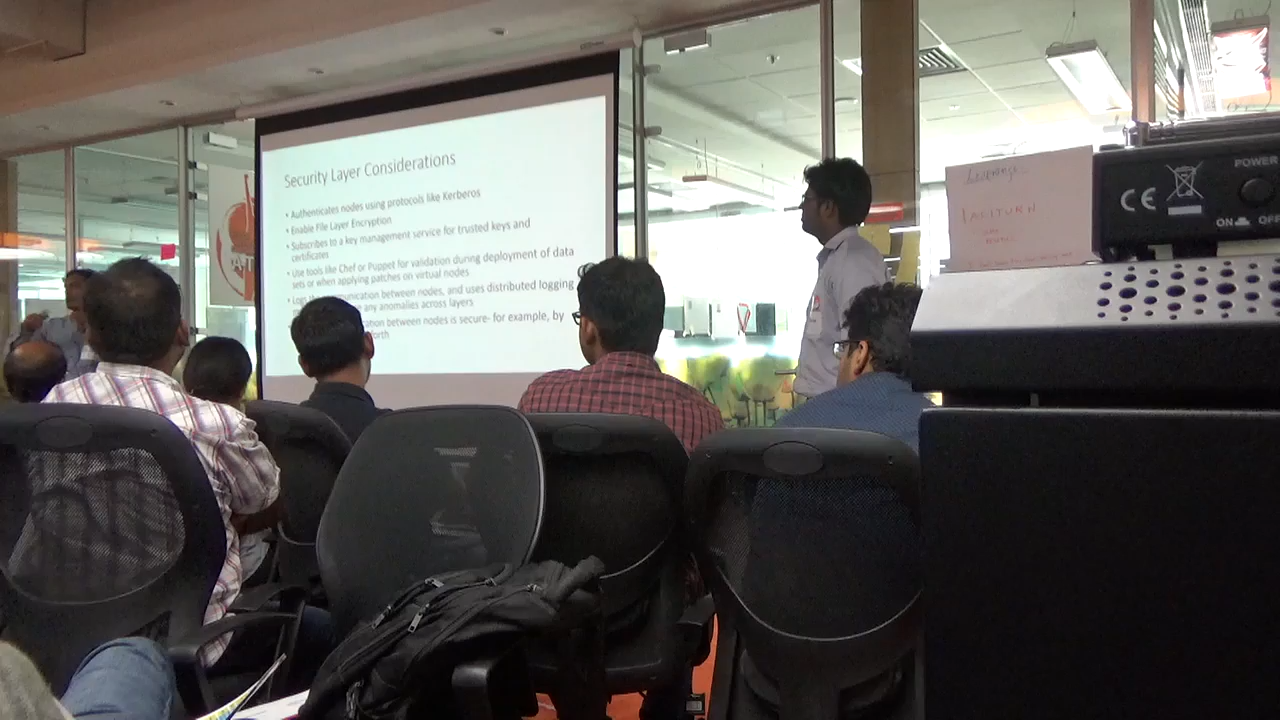 Security Layer Considerations
• Authenticates nodes using protocols like Kerberos
• Enable File Layer Encryption
• Subscribes to a key management service for trusted keys and
certificates
• Use tools like Chef or Puppet for validation during deployment of data
sets or when applying patches on virtual nodes
• Logs communication between nodes, and uses distributed logging
any anomalies across layers
between nodes is secure- for example, by
CE
POWER
ON